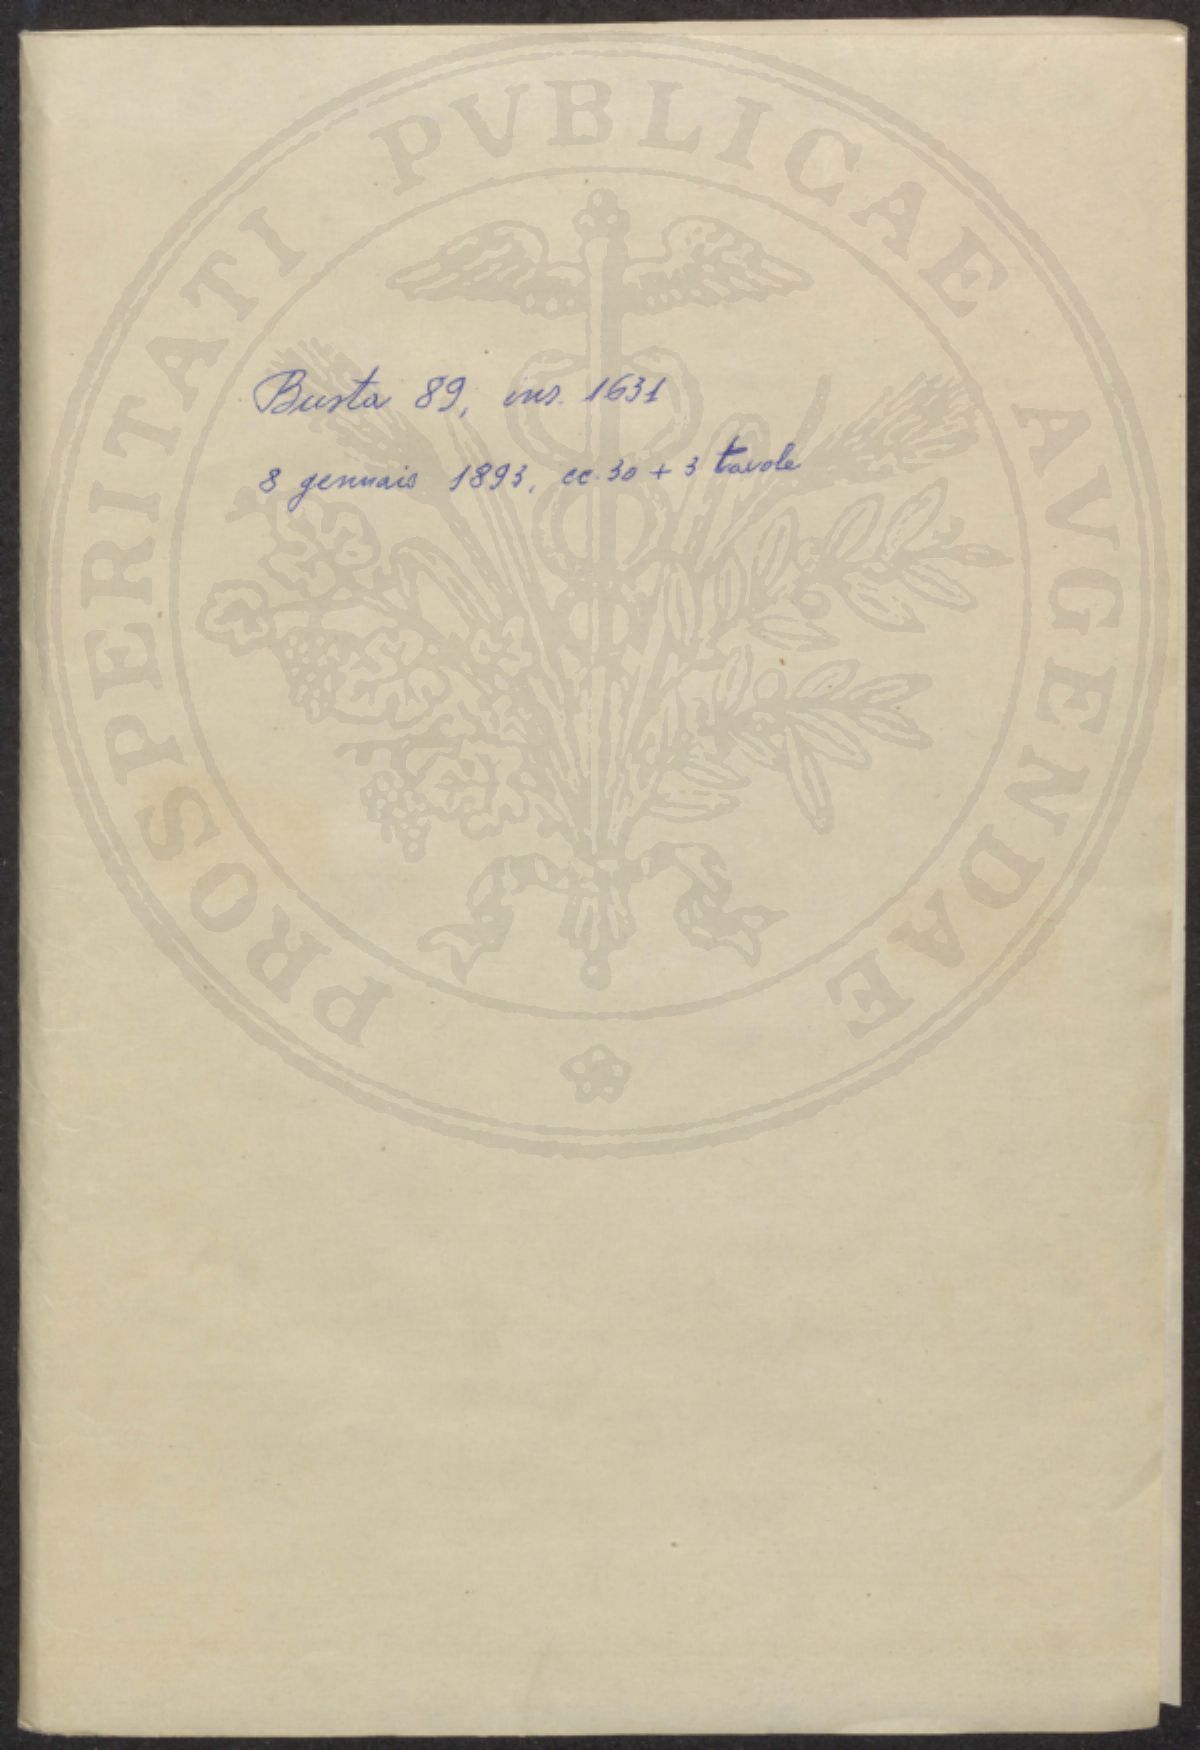 PROSPERITATI PVBLICAE AVGENDAE
Busta 89, ins. 1631
8 gennaio 1893, cc. 30 + 3 tavole